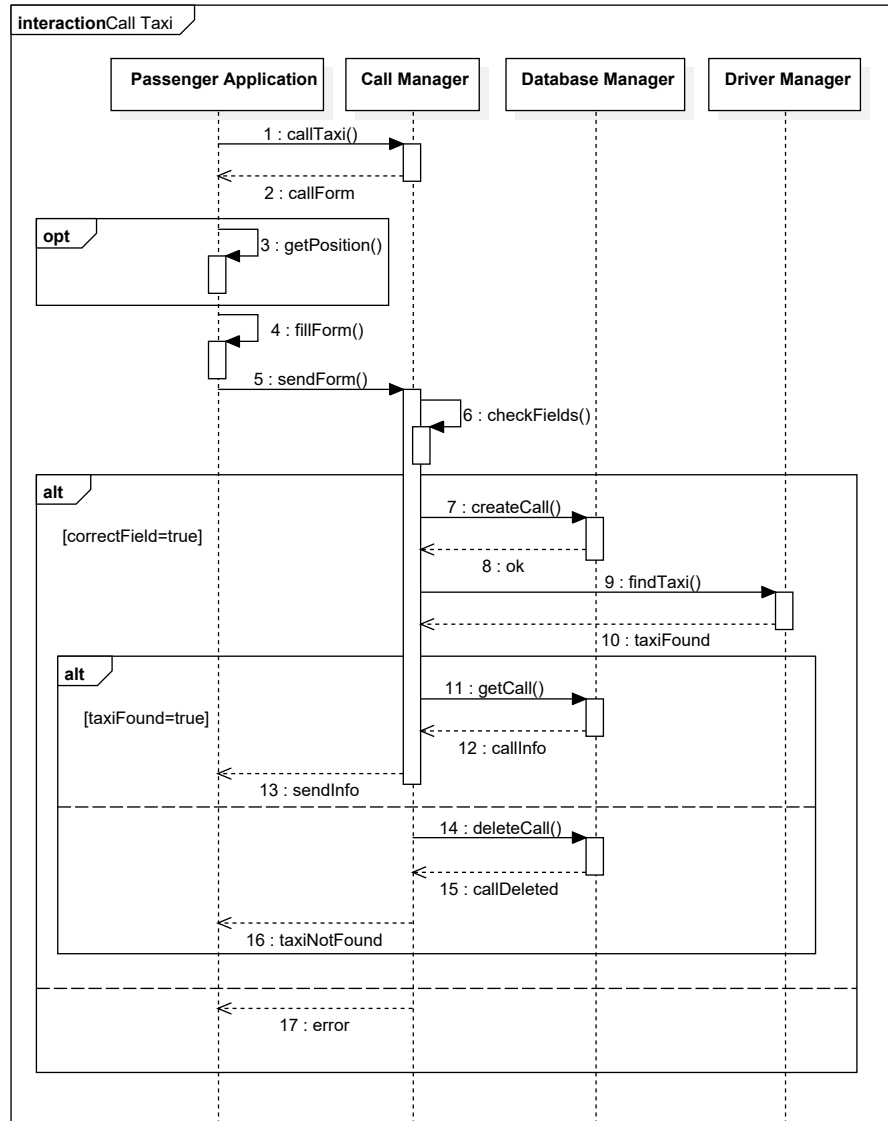 interactionCall Taxi
Passenger Application
Call Manager
Database Manager
Driver Manager
1 : callTaxi()
2 : callForm
opt
3 : getPosition()
4 : fillForm()
5 : sendForm()
6 : checkFields()
alt
7 : createCall()
[correctField=true]
8 : ok
9 : findTaxi()
10 : taxiFound
alt
11 : getCall()
[taxiFound=true]
12 : callInfo
13 : sendInfo
14 : deleteCall()
15 : callDeleted
16 : taxiNotFound
17 : error